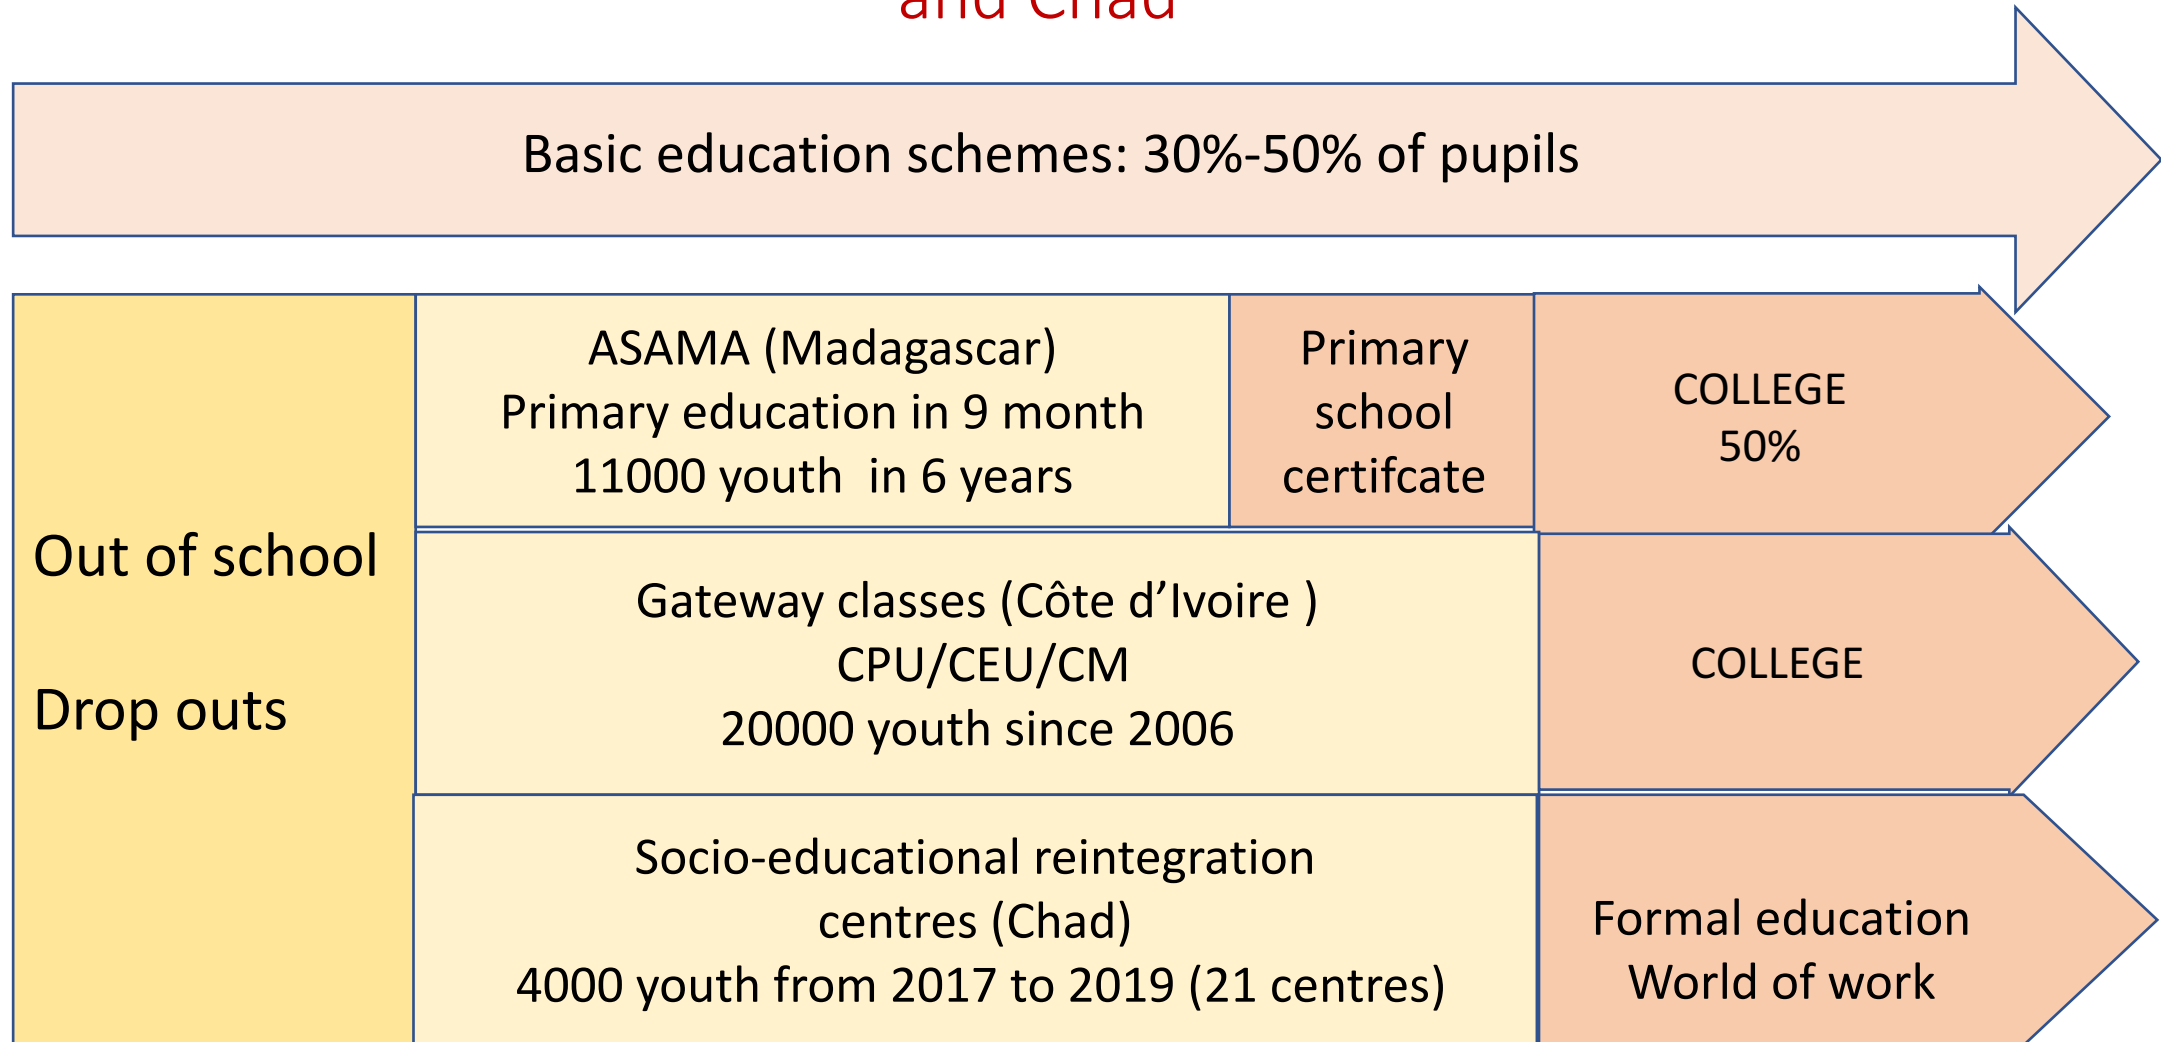 and Chad
Basic education schemes: 30%-50% of pupils
Out of school
Drop outs
ASAMA (Madagascar)
Primary education in 9 month
11000 youth  in 6 years
Primary
school
certifcate
COLLEGE
50%
Gateway classes (Côte d’Ivoire )
CPU/CEU/CM
20000 youth since 2006
COLLEGE
Socio-educational reintegration
centres (Chad)
4000 youth from 2017 to 2019 (21 centres)
Formal education
World of work